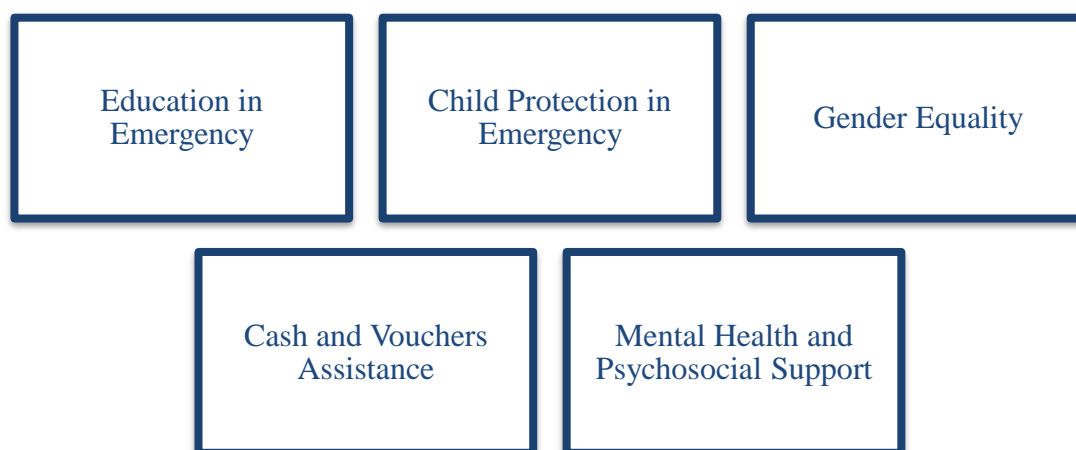 Education in
Emergency
Child Protection in
Emergency
Gender Equality
Cash and Vouchers
Assistance
Mental Health and
Psychosocial Support